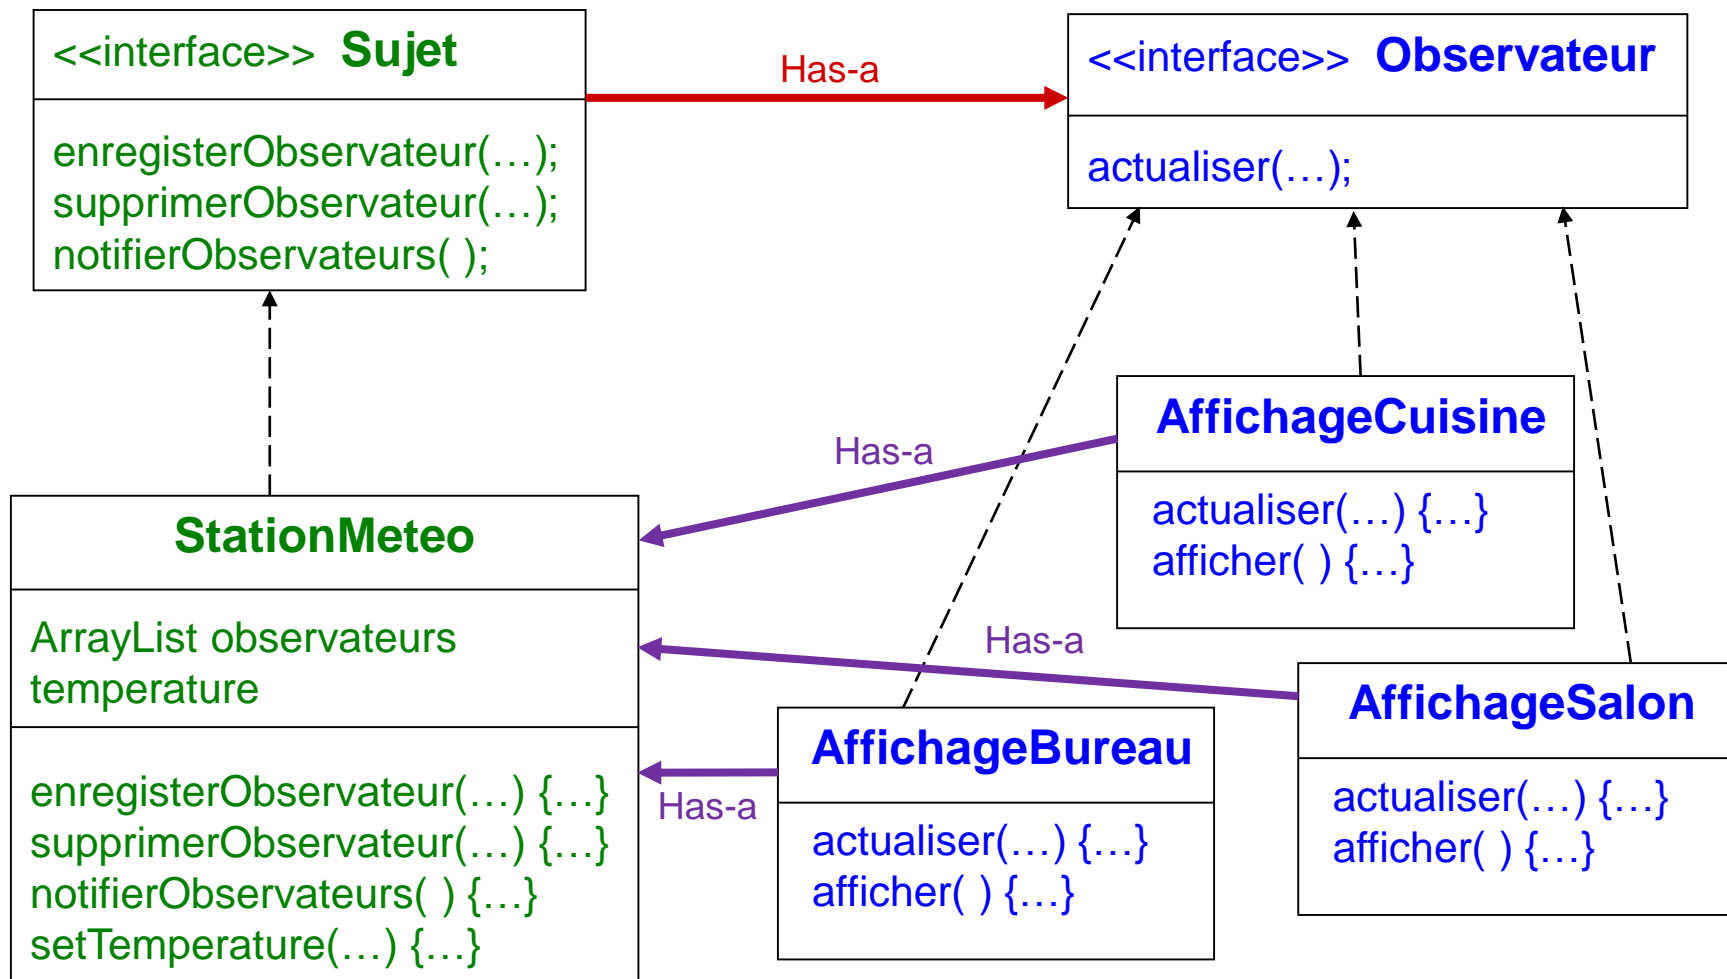 <<interface>> Sujet
enregisterObservateur(…);
supprimerObservateur(…);
notifierObservateurs( );
Has-a
<<interface>> Observateur
actualiser(…);
Has-a
AffichageCuisine
actualiser(…) {…}
afficher( ) {…}
StationMeteo
ArrayList observateurs
temperature
enregisterObservateur(…) {…}
supprimerObservateur(…) {…}
notifierObservateurs( ) {…}
setTemperature(…) {…}
Has-a
AffichageSalon
actualiser(…) {…}
afficher( ) {…}
Has-a
AffichageBureau
actualiser(…) {…}
afficher( ) {…}